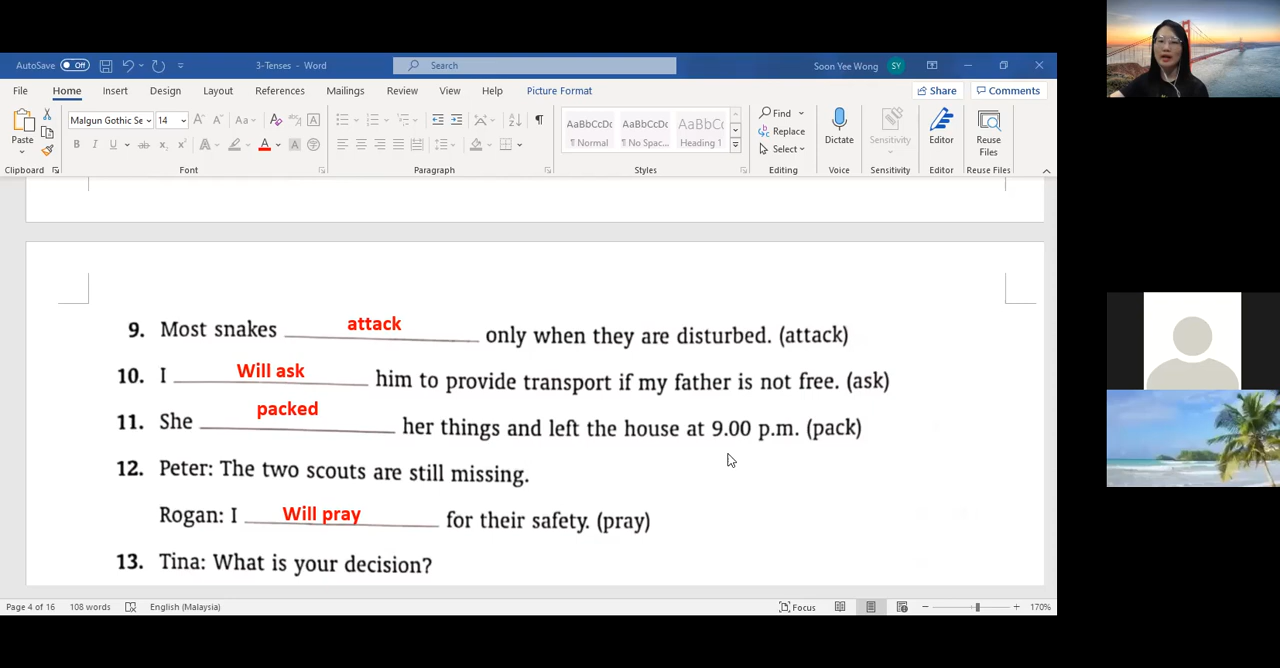 AutoSave Off 3-Tenses - Word Search Soon Yee Wong SY
File Home Insert Design Layout References Mailings Review View Help Picture Format Share Comments
Malgun Gothic Se 14 Aa AaBbCcDc AaBbCcDc AaBbCcD Find
Paste B I U ab x A A ¶ Normal ¶ No Spac... Heading 1 Replace Select Dictate Sensitivity Editor Reuse Files
Clipboard Font Paragraph Styles Editing Voice Sensitivity Editor Reuse Files
9. Most snakes attack only when they are disturbed. (attack)
10. I Will ask him to provide transport if my father is not free. (ask)
11. She packed her things and left the house at 9.00 p.m. (pack)
12. Peter: The two scouts are still missing.
Rogan: I Will pray for their safety. (pray)
13. Tina: What is your decision?
Page 4 of 16 108 words English (Malaysia) Focus 170%